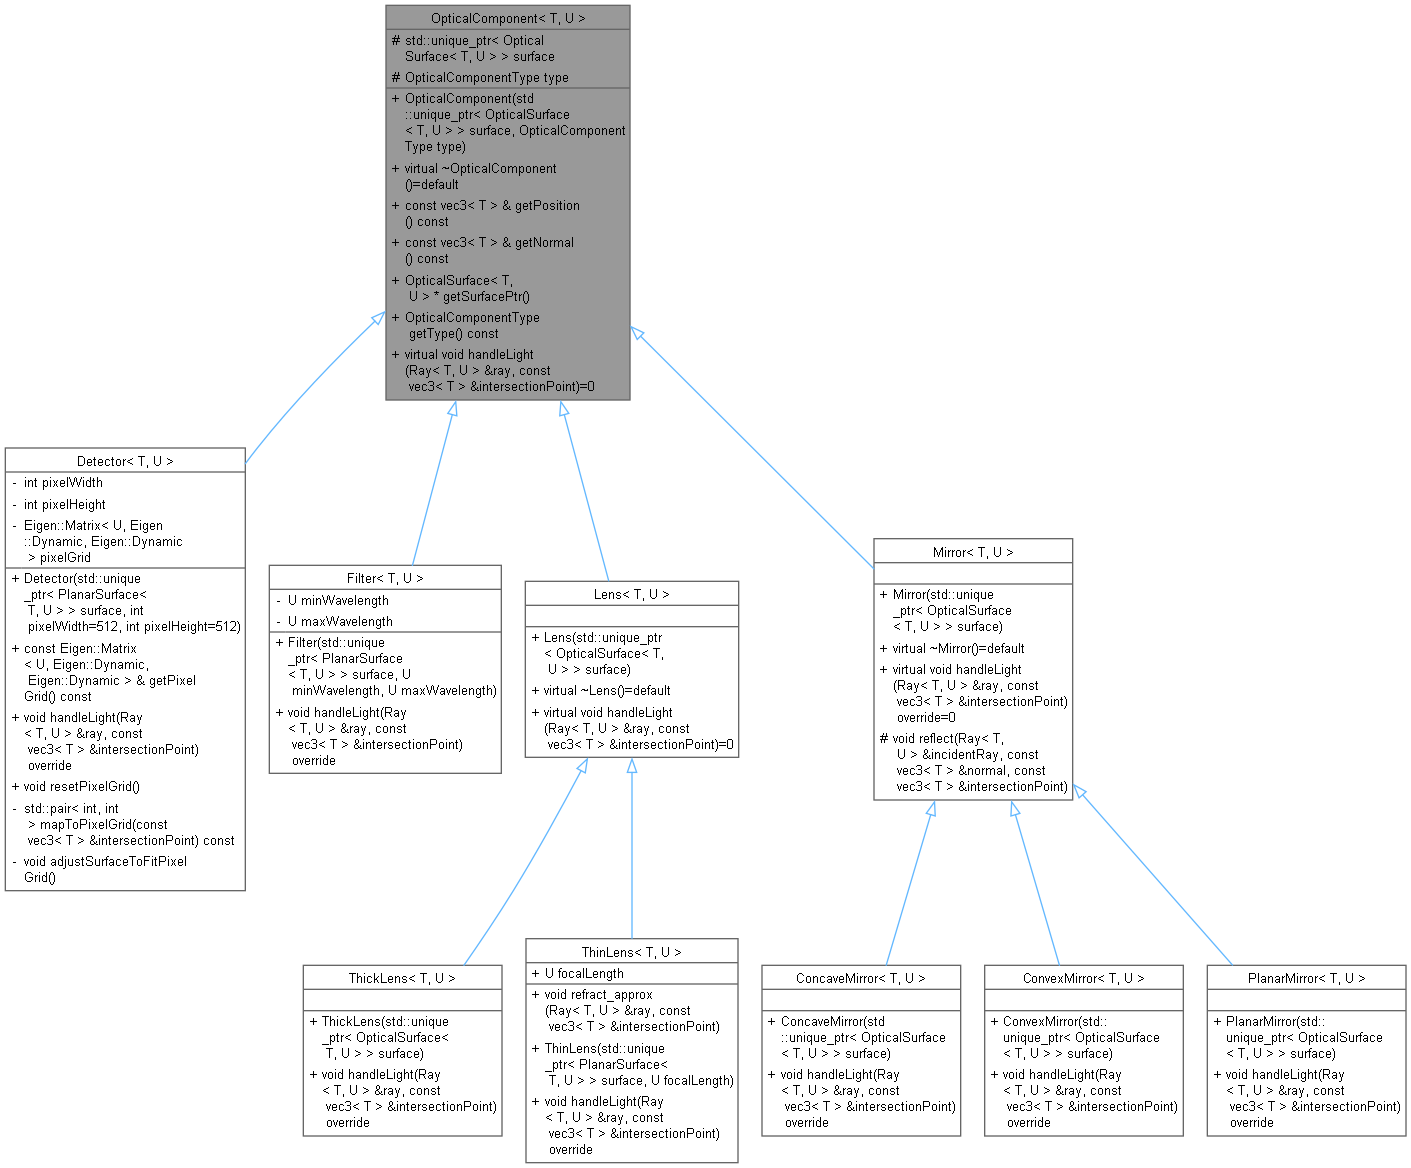 OpticalComponent< T, U >
# std::unique_ptr< Optical
Surface< T, U > > surface
# OpticalComponentType type
+ OpticalComponent(std
::unique_ptr< OpticalSurface
< T, U > > surface, OpticalComponent
Type type)
+ virtual ~OpticalComponent
()=default
+ const vec3< T > & getPosition
() const
+ const vec3< T > & getNormal
() const
+ OpticalSurface< T,
U > * getSurfacePtr()
+ OpticalComponentType
getType() const
+ virtual void handleLight
(Ray< T, U > &ray, const
vec3< T > &intersectionPoint)=0
Detector< T, U >
- int pixelWidth
- int pixelHeight
- Eigen::Matrix< U, Eigen
::Dynamic, Eigen::Dynamic
> pixelGrid
+ Detector(std::unique
_ptr< PlanarSurface<
T, U > > surface, int
pixelWidth=512, int pixelHeight=512)
+ const Eigen::Matrix
< U, Eigen::Dynamic,
Eigen::Dynamic > & getPixel
Grid() const
+ void handleLight(Ray
< T, U > &ray, const
vec3< T > &intersectionPoint)
override
+ void resetPixelGrid()
- std::pair< int, int
> mapToPixelGrid(const
vec3< T > &intersectionPoint) const
- void adjustSurfaceToFitPixel
Grid()
Filter< T, U >
- U minWavelength
- U maxWavelength
+ Filter(std::unique
_ptr< PlanarSurface
< T, U > > surface, U
minWavelength, U maxWavelength)
+ void handleLight(Ray
< T, U > &ray, const
vec3< T > &intersectionPoint)
override
Lens< T, U >
+ Lens(std::unique_ptr
< OpticalSurface< T,
U > > surface)
+ virtual ~Lens()=default
+ virtual void handleLight
(Ray< T, U > &ray, const
vec3< T > &intersectionPoint)=0
Mirror< T, U >
+ Mirror(std::unique
_ptr< OpticalSurface
< T, U > > surface)
+ virtual ~Mirror()=default
+ virtual void handleLight
(Ray< T, U > &ray, const
vec3< T > &intersectionPoint)
override=0
# void reflect(Ray< T,
U > &incidentRay, const
vec3< T > &normal, const
vec3< T > &intersectionPoint)
ThickLens< T, U >
+ ThickLens(std::unique
_ptr< OpticalSurface<
T, U > > surface)
+ void handleLight(Ray
< T, U > &ray, const
vec3< T > &intersectionPoint)
override
ThinLens< T, U >
+ U focalLength
+ void refract_approx
(Ray< T, U > &ray, const
vec3< T > &intersectionPoint)
+ ThinLens(std::unique
_ptr< PlanarSurface<
T, U > > surface, U focalLength)
+ void handleLight(Ray
< T, U > &ray, const
vec3< T > &intersectionPoint)
override
ConcaveMirror< T, U >
+ ConcaveMirror(std
::unique_ptr< OpticalSurface
< T, U > > surface)
+ void handleLight(Ray
< T, U > &ray, const
vec3< T > &intersectionPoint)
override
ConvexMirror< T, U >
+ ConvexMirror(std::
unique_ptr< OpticalSurface
< T, U > > surface)
+ void handleLight(Ray
< T, U > &ray, const
vec3< T > &intersectionPoint)
override
PlanarMirror< T, U >
+ PlanarMirror(std::
unique_ptr< OpticalSurface
< T, U > > surface)
+ void handleLight(Ray
< T, U > &ray, const
vec3< T > &intersectionPoint)
override